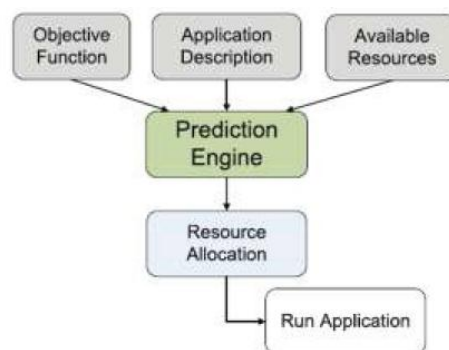 Objective
Function
Application
Description
Available
Resources
Prediction
Engine
Resource
Allocation
Run Application